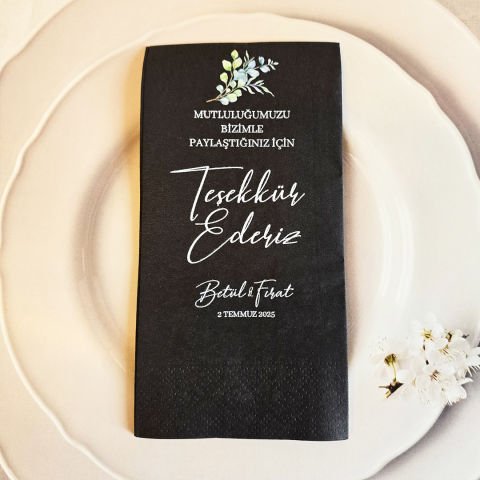 MUTLULUĞUMUZU
BİZİMLE
PAYLAŞTIĞINIZ İÇİN
Teşekkür
Ederiz
Betül & Fırat
2 TEMMUZ 2025